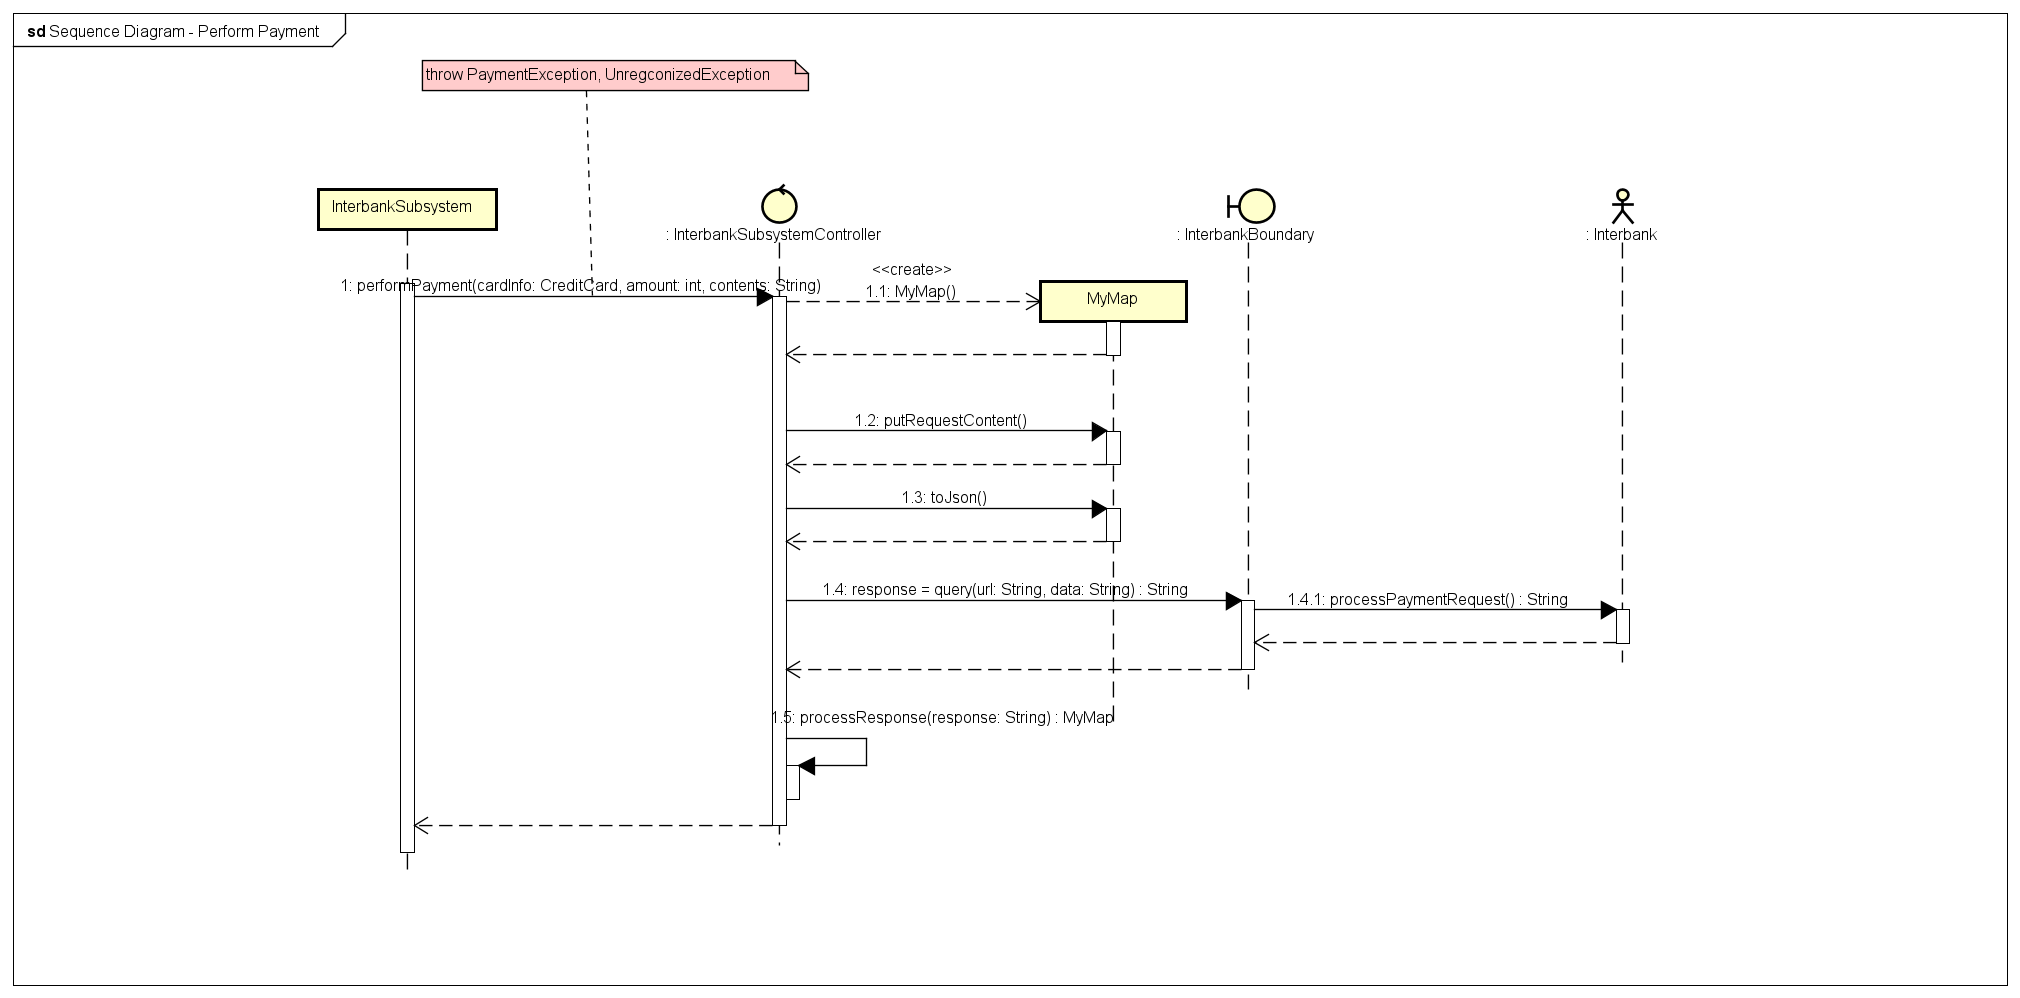 sd Sequence Diagram - Perform Payment
throw PaymentException, UnregconizedException
InterbankSubsystem
: InterbankSubsystemController
: InterbankBoundary
: Interbank
<<create>>
1: performPayment(cardInfo: CreditCard, amount: int, contents: String)
1.1: MyMap()
MyMap
1.2: putRequestContent()
1.3: toJson()
1.4: response = query(url: String, data: String) : String
1.4.1: processPaymentRequest() : String
1.5: processResponse(response: String) : MyMap